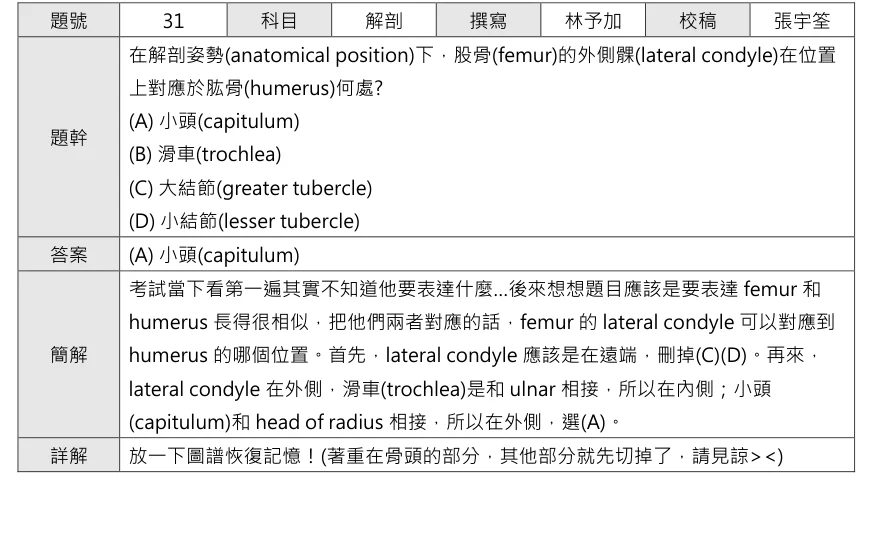 題號 31 科目 解剖 撰寫 林予加 校稿 張宇筌
題幹
在解剖姿勢(anatomical position)下，股骨(femur)的外側髁(lateral condyle)在位置
上對應於肱骨(humerus)何處?
(A) 小頭(capitulum)
(B) 滑車(trochlea)
(C) 大結節(greater tubercle)
(D) 小結節(lesser tubercle)
答案 (A) 小頭(capitulum)
簡解
考試當下看第一遍其實不知道他要表達什麼...後來想想題目應該是要表達 femur 和
humerus 長得很相似，把他們兩者對應的話，femur 的 lateral condyle 可以對應到
humerus 的哪個位置。首先，lateral condyle 應該是在遠端，刪掉(C)(D)。再來，
lateral condyle 在外側，滑車(trochlea)是和 ulnar 相接，所以在內側；小頭
(capitulum)和 head of radius 相接，所以在外側，選(A)。
詳解 放一下圖譜恢復記憶！(著重在骨頭的部分，其他部分就先切掉了，請見諒><)